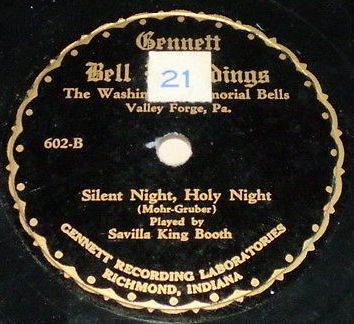 Gennett
Bell dings
21
The Washin morial Bells
Valley Forge, Pa.
602-B
Silent Night, Holy Night
(Mohr-Gruber)
Played by
Savilla King Booth
GENNETT RECORDING LABORATORIES
RICHMOND, INDIANA